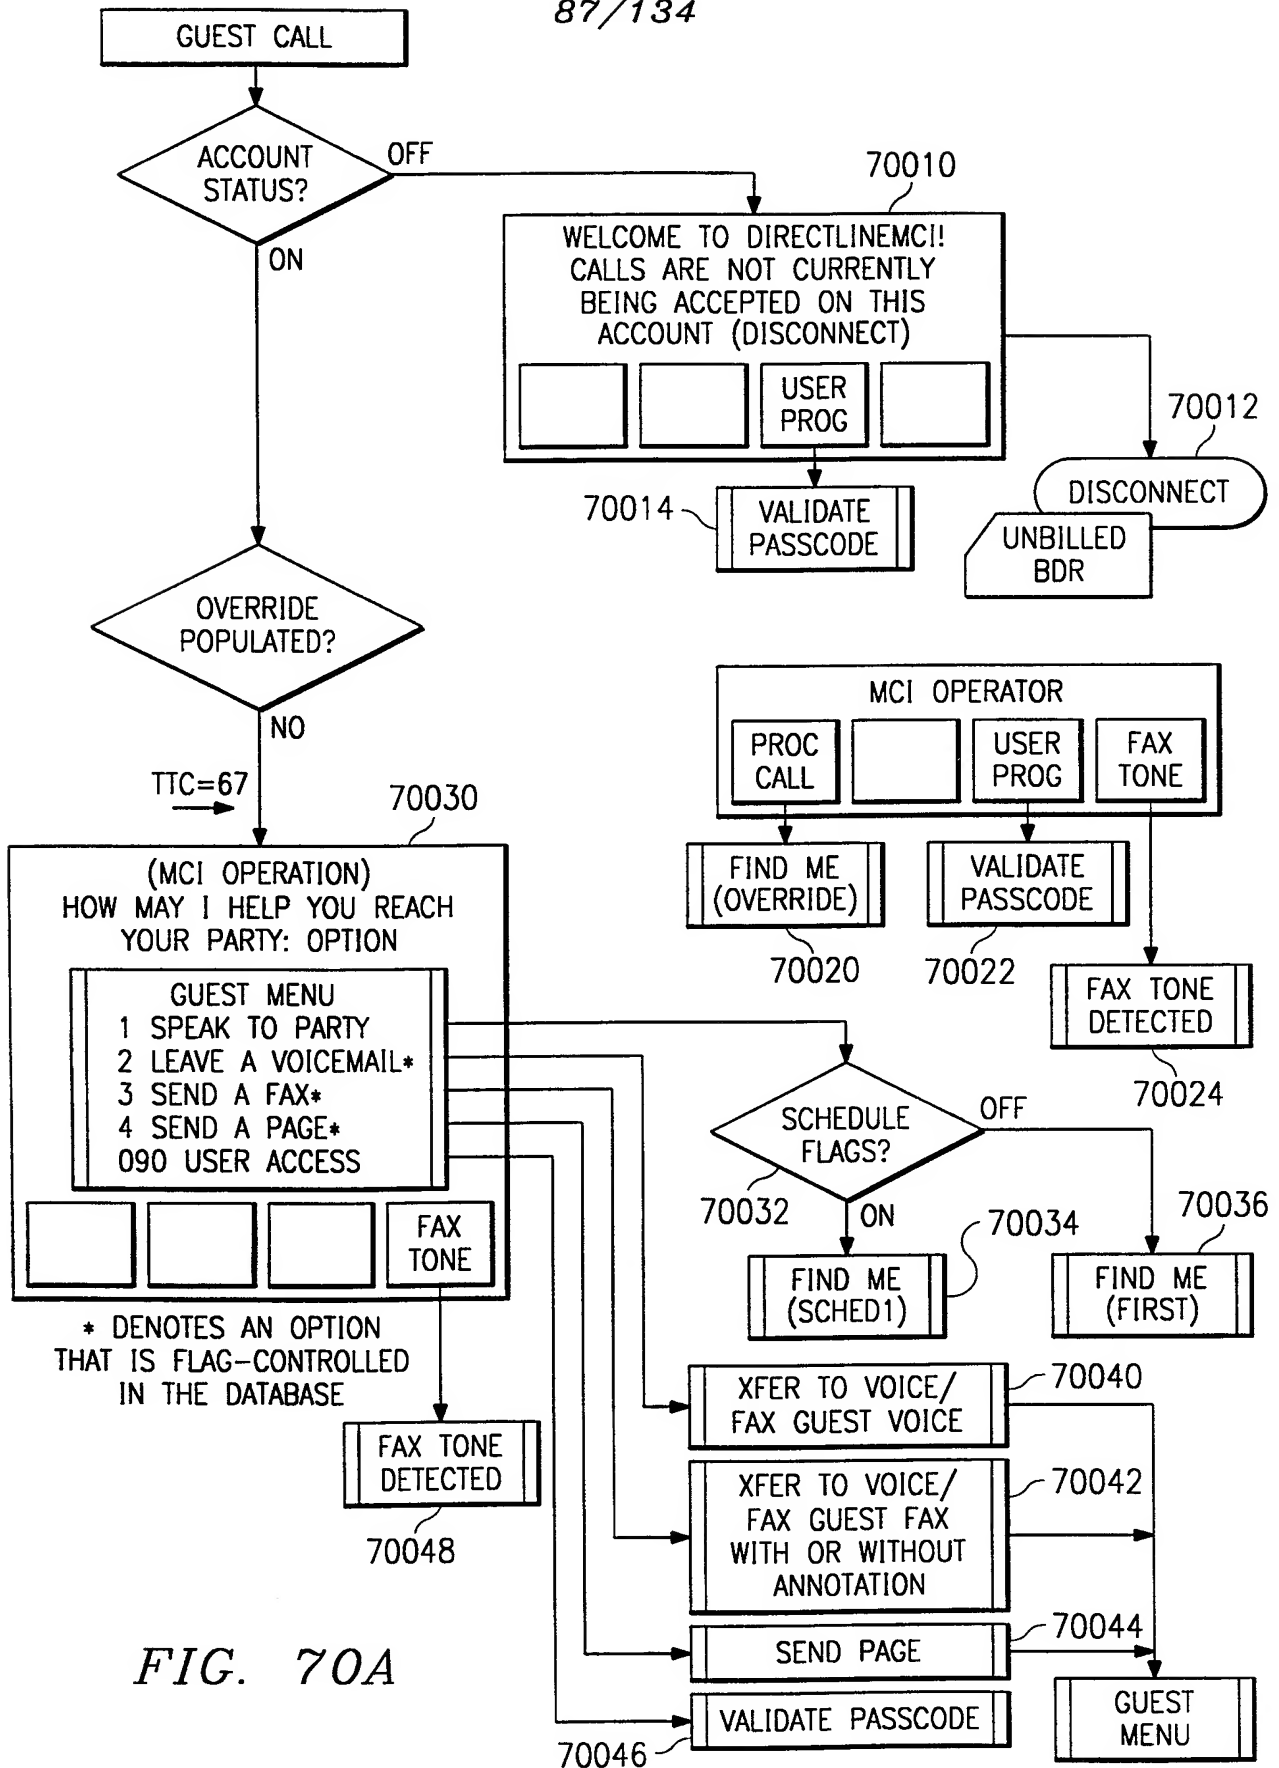 87/134
GUEST CALL
ACCOUNT
STATUS?
OFF
ON
70010
WELCOME TO DIRECTLINEMCI!
CALLS ARE NOT CURRENTLY
BEING ACCEPTED ON THIS
ACCOUNT (DISCONNECT)
USER
PROG
70014
VALIDATE
PASSCODE
70012
DISCONNECT
UNBILLED
BDR
OVERRIDE
POPULATED?
NO
TTC=67
MCI OPERATOR
PROC
CALL
USER
PROG
FAX
TONE
FIND ME
(OVERRIDE)
70020
VALIDATE
PASSCODE
70022
FAX TONE
DETECTED
70024
70030
(MCI OPERATION)
HOW MAY I HELP YOU REACH
YOUR PARTY: OPTION
GUEST MENU
1 SPEAK TO PARTY
2 LEAVE A VOICEMAIL*
3 SEND A FAX*
4 SEND A PAGE*
090 USER ACCESS
FAX
TONE
* DENOTES AN OPTION
THAT IS FLAG-CONTROLLED
IN THE DATABASE
FAX TONE
DETECTED
70048
SCHEDULE
FLAGS?
OFF
70032
ON
70034
FIND ME
(SCHED1)
70036
FIND ME
(FIRST)
XFER TO VOICE/
FAX GUEST VOICE
70040
XFER TO VOICE/
FAX GUEST FAX
WITH OR WITHOUT
ANNOTATION
70042
SEND PAGE
70044
VALIDATE PASSCODE
70046
GUEST
MENU
FIG. 70A